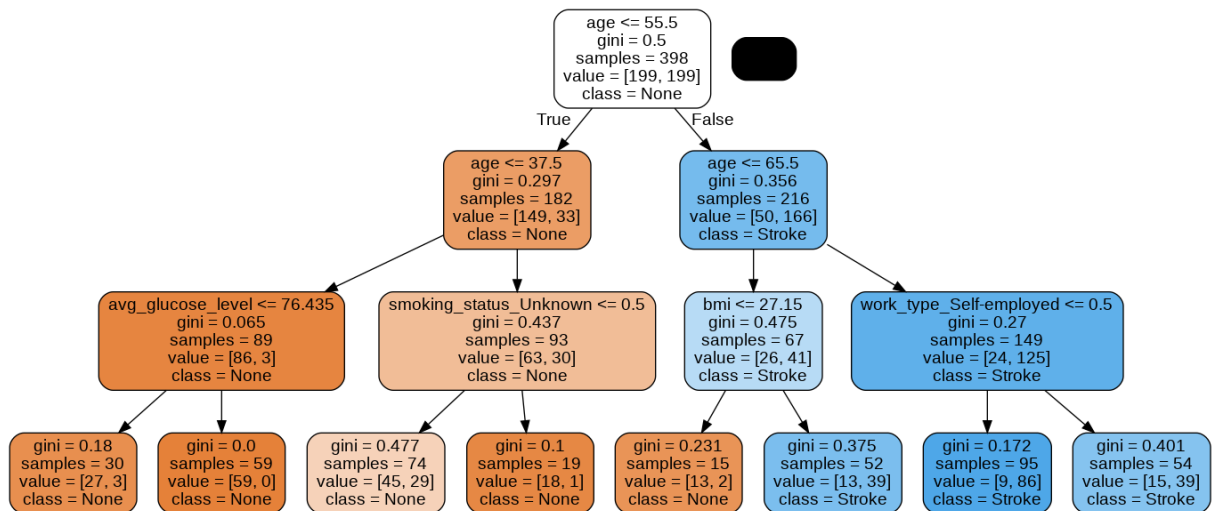 age <= 55.5
gini = 0.5
samples = 398
value = [199, 199]
class = None
True
False
age <= 37.5
gini = 0.297
samples = 182
value = [149, 33]
class = None
age <= 65.5
gini = 0.356
samples = 216
value = [50, 166]
class = Stroke
avg_glucose_level <= 76.435
gini = 0.065
samples = 89
value = [86, 3]
class = None
smoking_status_Unknown <= 0.5
gini = 0.437
samples = 93
value = [63, 30]
class = None
bmi <= 27.15
gini = 0.475
samples = 67
value = [26, 41]
class = Stroke
work_type_Self-employed <= 0.5
gini = 0.27
samples = 149
value = [24, 125]
class = Stroke
gini = 0.18
samples = 30
value = [27, 3]
class = None
gini = 0.0
samples = 59
value = [59, 0]
class = None
gini = 0.477
samples = 74
value = [45, 29]
class = None
gini = 0.1
samples = 19
value = [18, 1]
class = None
gini = 0.231
samples = 15
value = [13, 2]
class = None
gini = 0.375
samples = 52
value = [13, 39]
class = Stroke
gini = 0.172
samples = 95
value = [9, 86]
class = Stroke
gini = 0.401
samples = 54
value = [15, 39]
class = Stroke